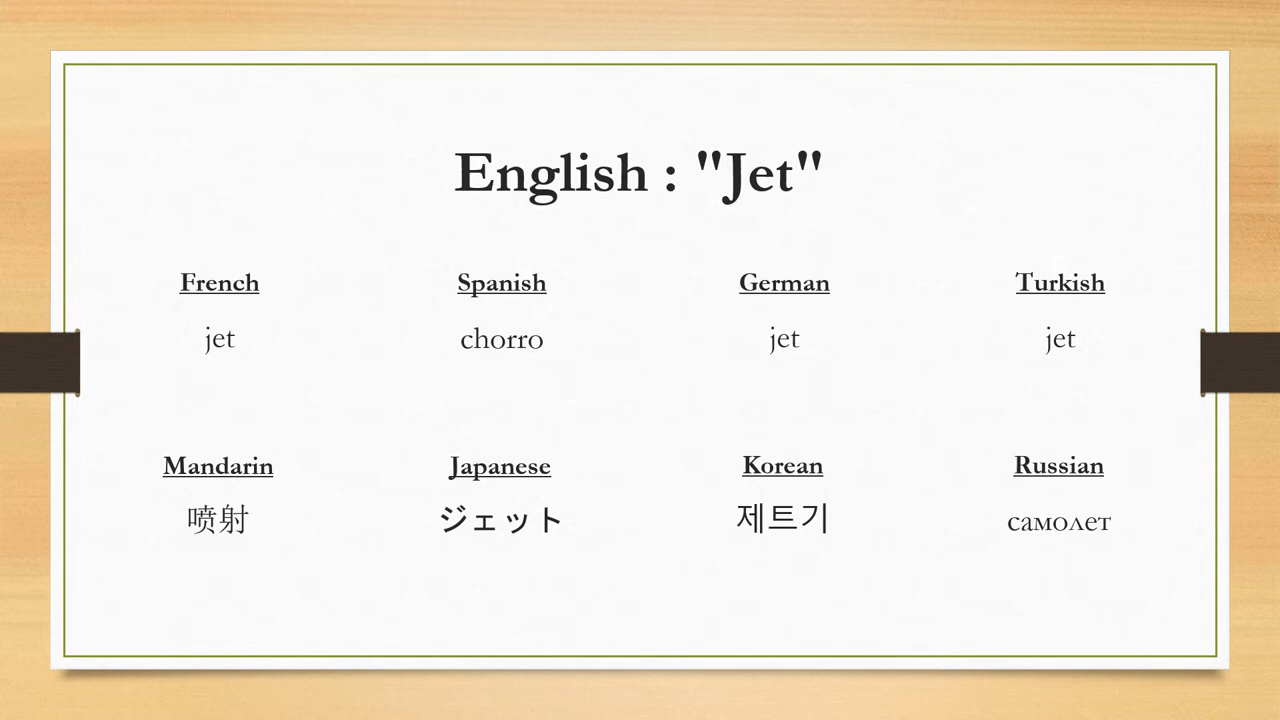 English : "Jet"
French
jet
Spanish
chorro
German
jet
Turkish
jet
Mandarin
喷射
Japanese
ジェット
Korean
제트기
Russian
самолет